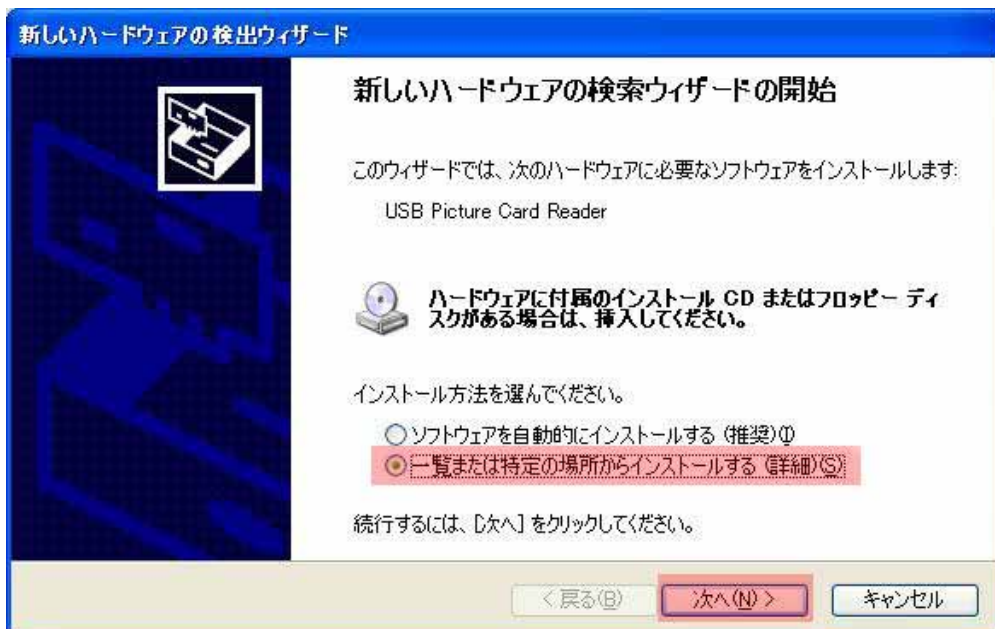 新しいハードウェアの検出ウィザード
新しいハードウェアの検索ウィザードの開始
このウィザードでは、次のハードウェアに必要なソフトウェアをインストールします:
USB Picture Card Reader
ハードウェアに付属のインストール CD またはフロッピー ディ
スクがある場合は、挿入してください。
インストール方法を選んでください。
ソフトウェアを自動的にインストールする (推奨)(I)
一覧または特定の場所からインストールする (詳細)(S)
続行するには、[次へ] をクリックしてください。
< 戻る(B) 次へ(N) > キャンセル